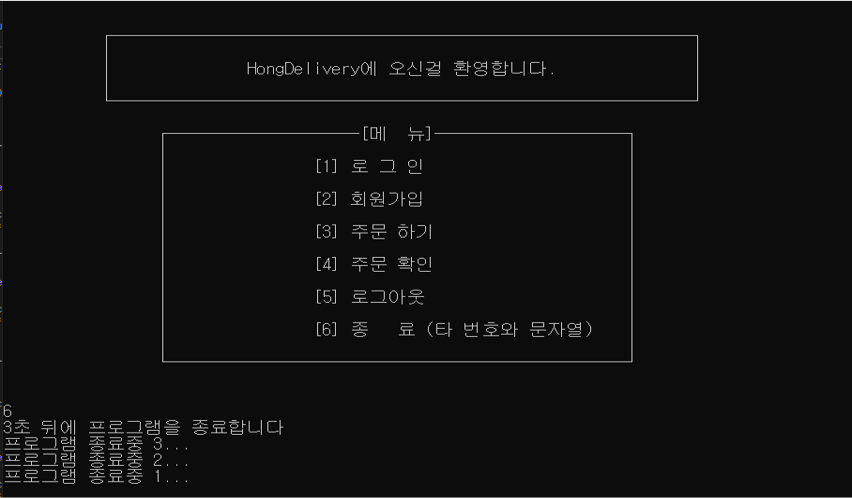 HongDelivery에 오신걸 환영합니다.
[메  뉴]
[1] 로 그 인
[2] 회원가입
[3] 주문 하기
[4] 주문 확인
[5] 로그아웃
[6] 종   료 (타 번호와 문자열)
6
3초 뒤에 프로그램을 종료합니다
프로그램 종료중 3...
프로그램 종료중 2...
프로그램 종료중 1...